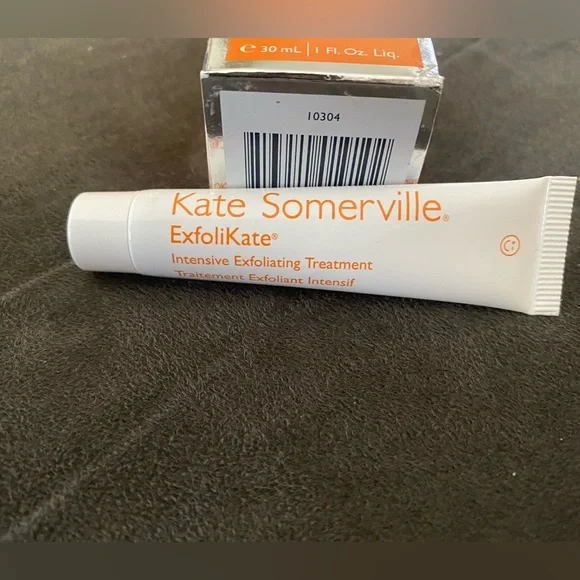 ℮ 30 mL | 1 Fl. Oz. Liq.
10304
Kate Somerville®
ExfoliKate®
Intensive Exfoliating Treatment
Traitement Exfoliant Intensif